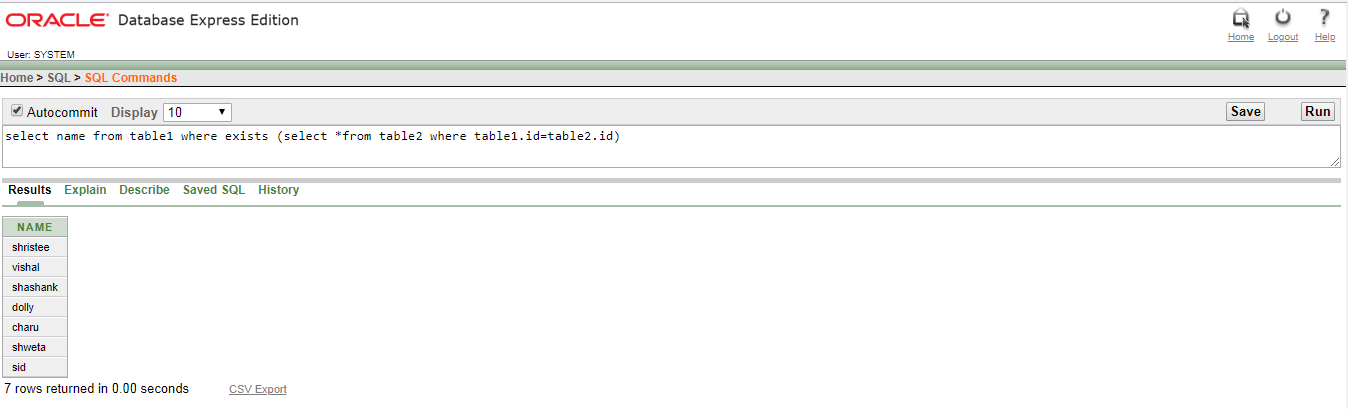 ORACLE® Database Express Edition
Home Logout Help
User: SYSTEM
Home > SQL > SQL Commands
Autocommit Display 10 Save Run
select name from table1 where exists (select *from table2 where table1.id=table2.id)
Results Explain Describe Saved SQL History
NAME
shristee
vishal
shashank
dolly
charu
shweta
sid
7 rows returned in 0.00 seconds CSV Export